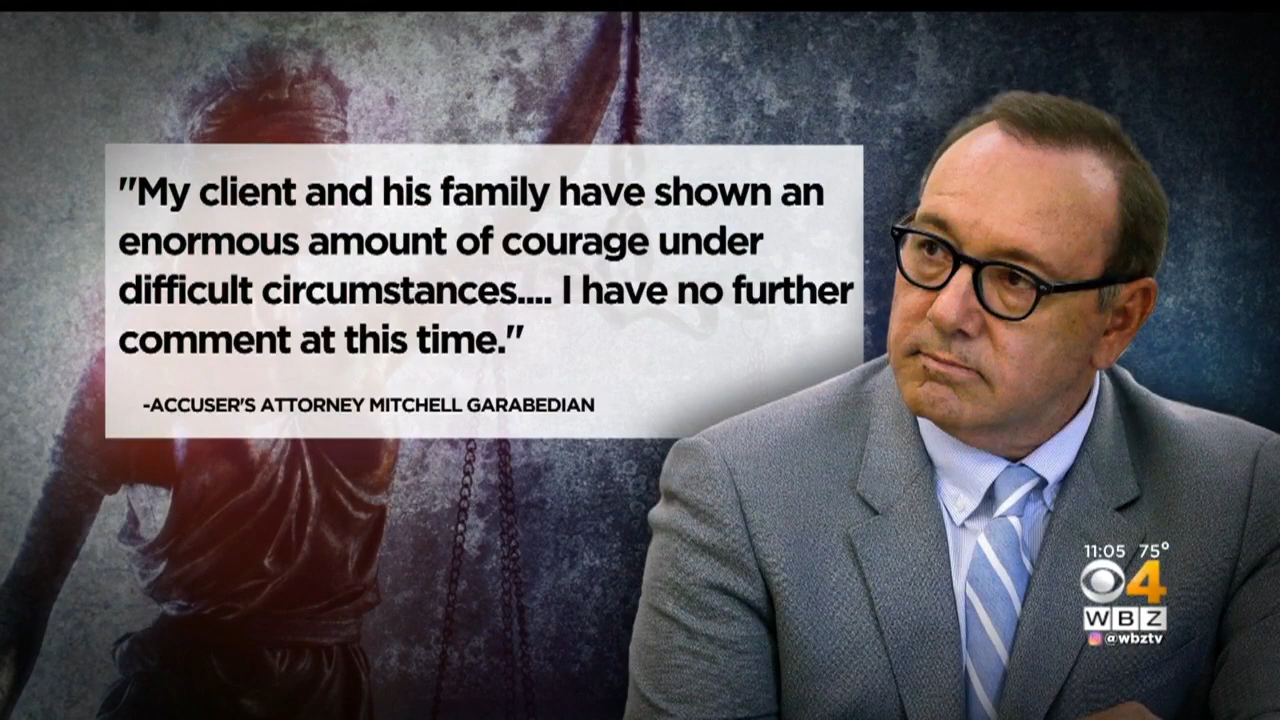 "My client and his family have shown an
enormous amount of courage under
difficult circumstances.... I have no further
comment at this time."
-ACCUSER'S ATTORNEY MITCHELL GARABEDIAN
11:05 75°
4
WBZ
@wbztv